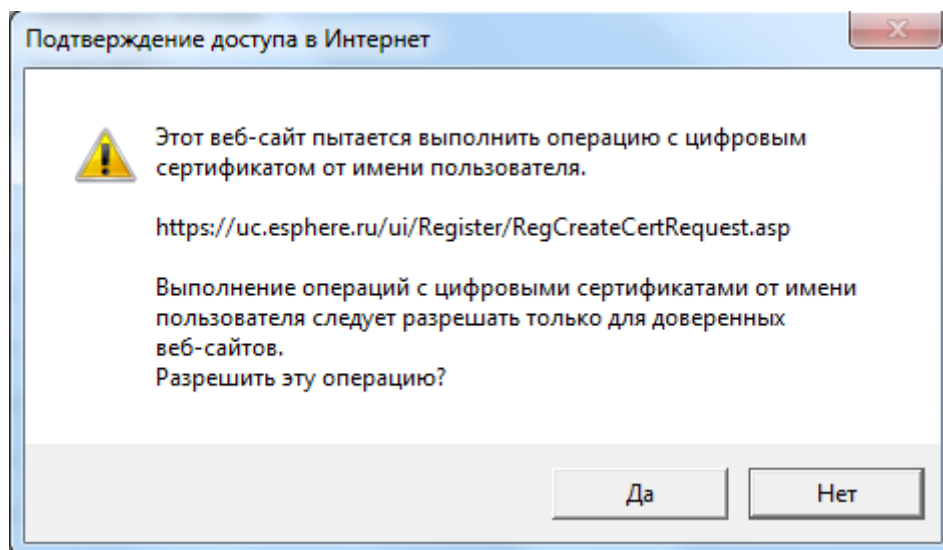 Подтверждение доступа в Интернет
Этот веб-сайт пытается выполнить операцию с цифровым
сертификатом от имени пользователя.
https://uc.esphere.ru/ui/Register/RegCreateCertRequest.asp
Выполнение операций с цифровыми сертификатами от имени
пользователя следует разрешать только для доверенных
веб-сайтов.
Разрешить эту операцию?
Да
Нет